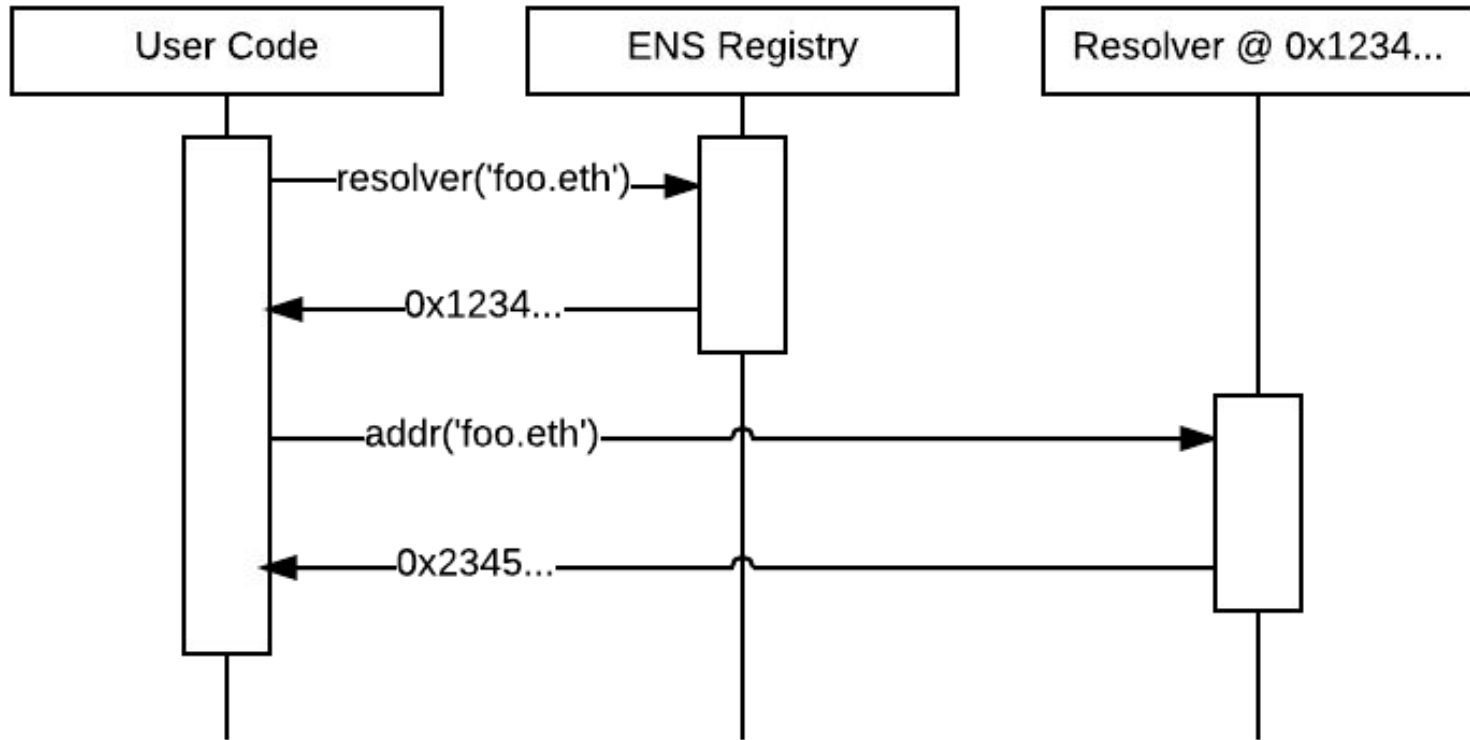 User Code
ENS Registry
Resolver @ 0x1234...
resolver('foo.eth')
0x1234...
addr('foo.eth')
0x2345...